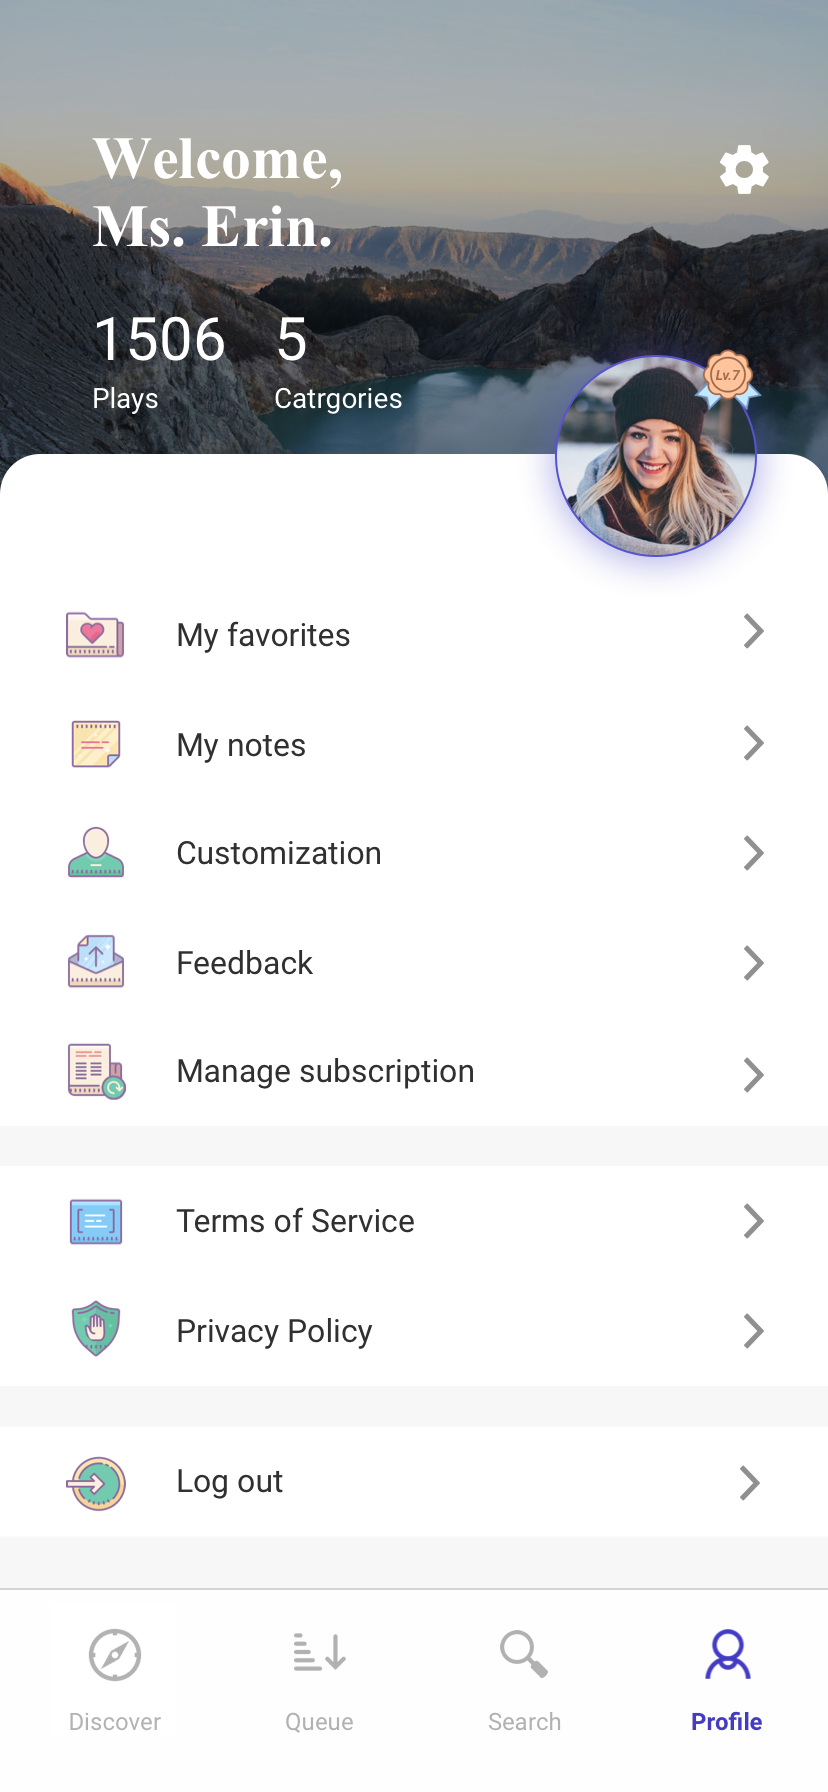 Welcome,
Ms. Erin.
1506 5
Plays Catrgories
Lv.7
My favorites
My notes
Customization
Feedback
Manage subscription
Terms of Service
Privacy Policy
Log out
Discover Queue Search Profile